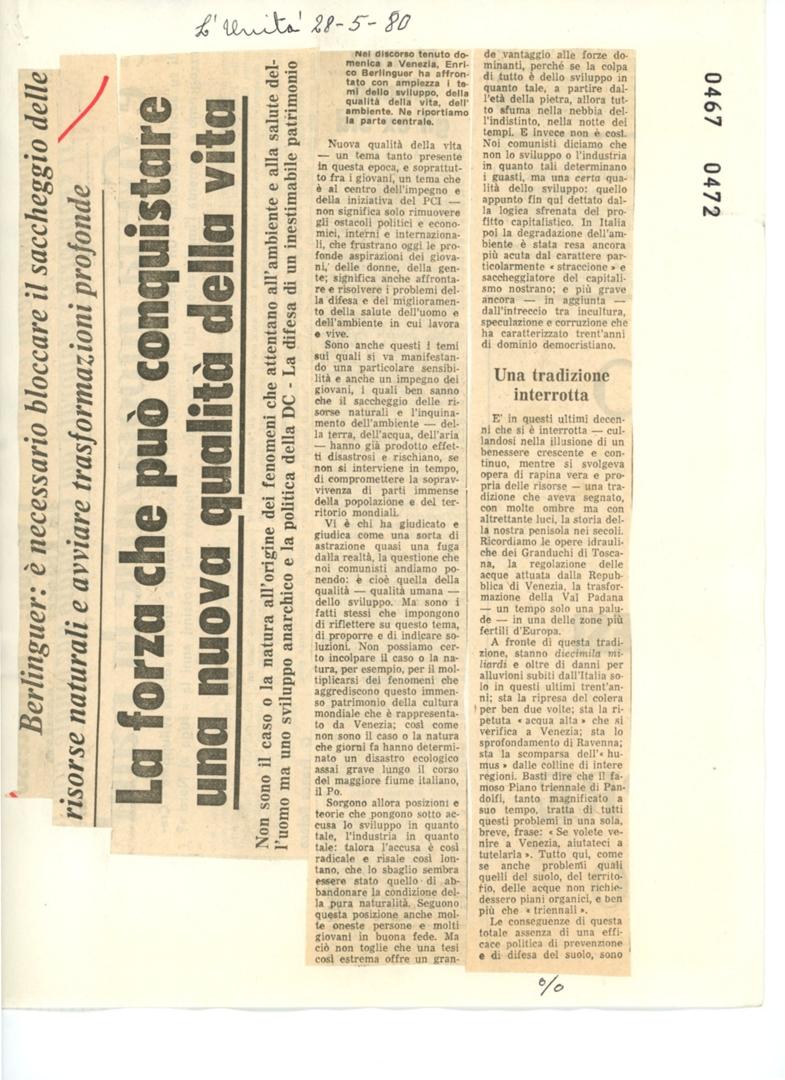 L'Unità 28-5-80
0467 0472
Berlinguer: è necessario bloccare il saccheggio delle
risorse naturali e avviare trasformazioni profonde
La forza che può conquistare
una nuova qualità della vita
Non sono il caso o la natura all'origine dei fenomeni che attentano all'ambiente e alla salute del-
l'uomo ma uno sviluppo anarchico e la politica della DC - La difesa di un inestimabile patrimonio
Nel discorso tenuto do-
menica a Venezia, Enri-
co Berlinguer ha affron-
tato con ampiezza i te-
mi dello sviluppo, della
qualità della vita, dell'
ambiente. Ne riportiamo
la parte centrale.
Nuova qualità della vita
— un tema tanto presente
in questa epoca, e soprattut-
to fra i giovani, un tema che
è al centro dell'impegno e
della iniziativa del PCI —
non significa solo rimuovere
gli ostacoli politici e econo-
mici, interni e internaziona-
li, che frustrano oggi le pro-
fonde aspirazioni dei giova-
ni, delle donne, della gen-
te; significa anche affronta-
re e risolvere i problemi del-
la difesa e del miglioramen-
to della salute dell'uomo e
dell'ambiente in cui lavora
e vive.
Sono anche questi i temi
sui quali si va manifestan-
do una particolare sensibi-
lità e anche un impegno dei
giovani, i quali ben sanno
che il saccheggio delle ri-
sorse naturali e l'inquina-
mento dell'ambiente — del-
la terra, dell'acqua, dell'aria
— hanno già prodotto effet-
ti disastrosi e rischiano, se
non si interviene in tempo,
di compromettere la soprav-
vivenza di parti immense
della popolazione e del ter-
ritorio mondiali.
Vi è chi ha giudicato e
giudica come una sorta di
astrazione quasi una fuga
dalla realtà, la questione che
noi comunisti andiamo po-
nendo: è cioè quella della
qualità — qualità umana —
dello sviluppo. Ma sono i
fatti stessi che impongono
di riflettere su questo tema,
di proporre e di indicare so-
luzioni. Non possiamo cer-
to incolpare il caso o la na-
tura, per esempio, per il mol-
tiplicarsi dei fenomeni che
aggrediscono questo immen-
so patrimonio della cultura
mondiale che è rappresenta-
to da Venezia; così come
non sono il caso o la natura
che giorni fa hanno determi-
nato un disastro ecologico
assai grave lungo il corso
del maggiore fiume italiano,
il Po.
Sorgono allora posizioni e
teorie che pongono sotto ac-
cusa lo sviluppo in quanto
tale, l'industria in quanto
tale: talora l'accusa è così
radicale e risale così lon-
tano, che lo sbaglio sembra
essere stato quello di ab-
bandonare la condizione del-
la pura naturalità. Seguono
questa posizione anche mol-
te oneste persone e molti
giovani in buona fede. Ma
ciò non toglie che una tesi
così estrema offre un gran-
de vantaggio alle forze do-
minanti, perché se la colpa
di tutto è dello sviluppo in
quanto tale, a partire dal-
l'età della pietra, allora tut-
to sfuma nella nebbia del-
l'indistinto, nella notte dei
tempi. E invece non è così.
Noi comunisti diciamo che
non lo sviluppo o l'industria
in quanto tali determinano
i guasti, ma una certa qua-
lità dello sviluppo: quello
appunto fin qui dettato dal-
la logica sfrenata del pro-
fitto capitalistico. In Italia
poi la degradazione dell'am-
biente è stata resa ancora
più acuta dal carattere par-
ticolarmente « straccione » e
saccheggiatore del capitali-
smo nostrano; e più grave
ancora — in aggiunta —
dall'intreccio tra incultura,
speculazione e corruzione che
ha caratterizzato trent'anni
di dominio democristiano.
Una tradizione
interrotta
E' in questi ultimi decen-
ni che si è interrotta — cul-
landosi nella illusione di un
benessere crescente e con-
tinuo, mentre si svolgeva
opera di rapina vera e pro-
pria delle risorse — una tra-
dizione che aveva segnato,
con molte ombre ma con
altrettante luci, la storia del-
la nostra penisola nei secoli.
Ricordiamo le opere idrauli-
che dei Granduchi di Tosca-
na, la regolazione delle
acque attuata dalla Repub-
blica di Venezia, la trasfor-
mazione della Val Padana
— un tempo solo una palu-
de — in una delle zone più
fertili d'Europa.
A fronte di questa tradi-
zione, stanno diecimila mi-
liardi e oltre di danni per
alluvioni subiti dall'Italia so-
lo in questi ultimi trent'an-
ni; sta la ripresa del colera
per ben due volte; sta la ri-
petuta « acqua alta » che si
verifica a Venezia; sta lo
sprofondamento di Ravenna;
sta la scomparsa dell'« hu-
mus » dalle colline di intere
regioni. Basti dire che il fa-
moso Piano triennale di Pan-
dolfi, tanto magnificato a
suo tempo, tratta di tutti
questi problemi in una sola,
breve, frase: « Se volete ve-
nire a Venezia, aiutateci a
tutelarla ». Tutto qui, come
se anche problemi quali
quelli del suolo, del territo-
rio, delle acque non richie-
dessero piani organici, e ben
più che « triennali ».
Le conseguenze di questa
totale assenza di una effi-
cace politica di prevenzione
e di difesa del suolo, sono
%